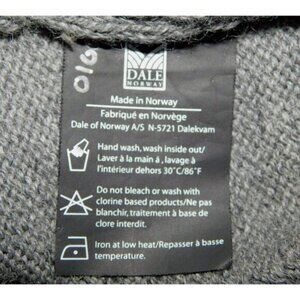 DALE
NORWAY
Made in Norway
Fabriqué en Norvège
Dale of Norway A/S N-5721 Dalekvam
Hand wash, wash inside out/
Laver à la main á, lavage à
l'intérieur dehors 30°C/86°F
Do not bleach or wash with
clorine based products/Ne pas
blanchir, traitement à base de
clore interdit.
Iron at low heat/Repasser à basse
temperature.